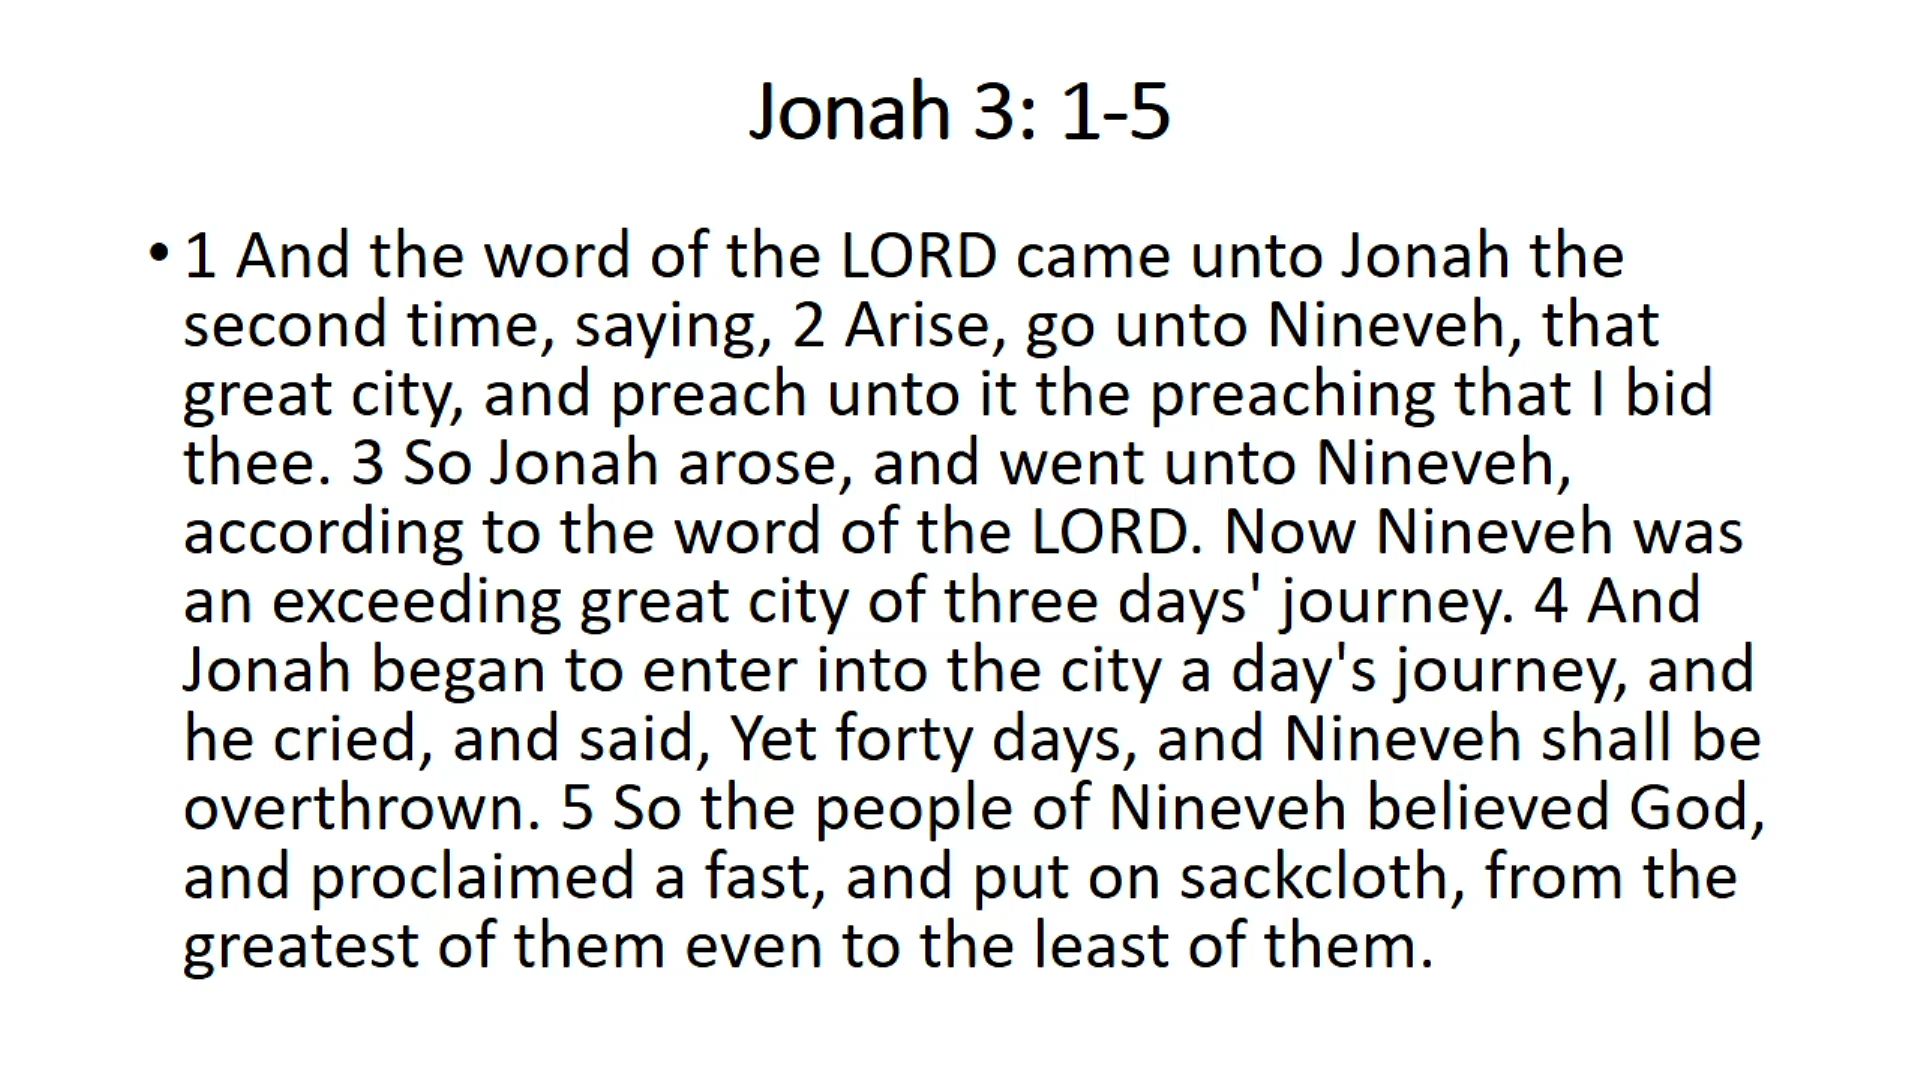 Jonah 3: 1-5
• 1 And the word of the LORD came unto Jonah the
second time, saying, 2 Arise, go unto Nineveh, that
great city, and preach unto it the preaching that I bid
thee. 3 So Jonah arose, and went unto Nineveh,
according to the word of the LORD. Now Nineveh was
an exceeding great city of three days' journey. 4 And
Jonah began to enter into the city a day's journey, and
he cried, and said, Yet forty days, and Nineveh shall be
overthrown. 5 So the people of Nineveh believed God,
and proclaimed a fast, and put on sackcloth, from the
greatest of them even to the least of them.